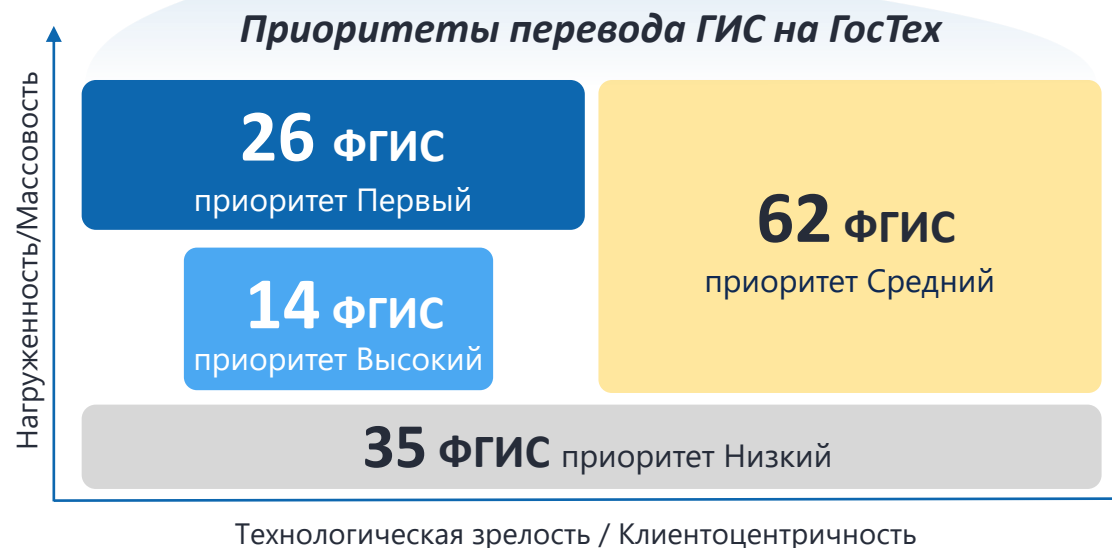 Приоритеты перевода ГИС на ГосТех
Нагруженность/Массовость
26 ФГИС
приоритет Первый
14 ФГИС
приоритет Высокий
62 ФГИС
приоритет Средний
35 ФГИС приоритет Низкий
Технологическая зрелость / Клиентоцентричность